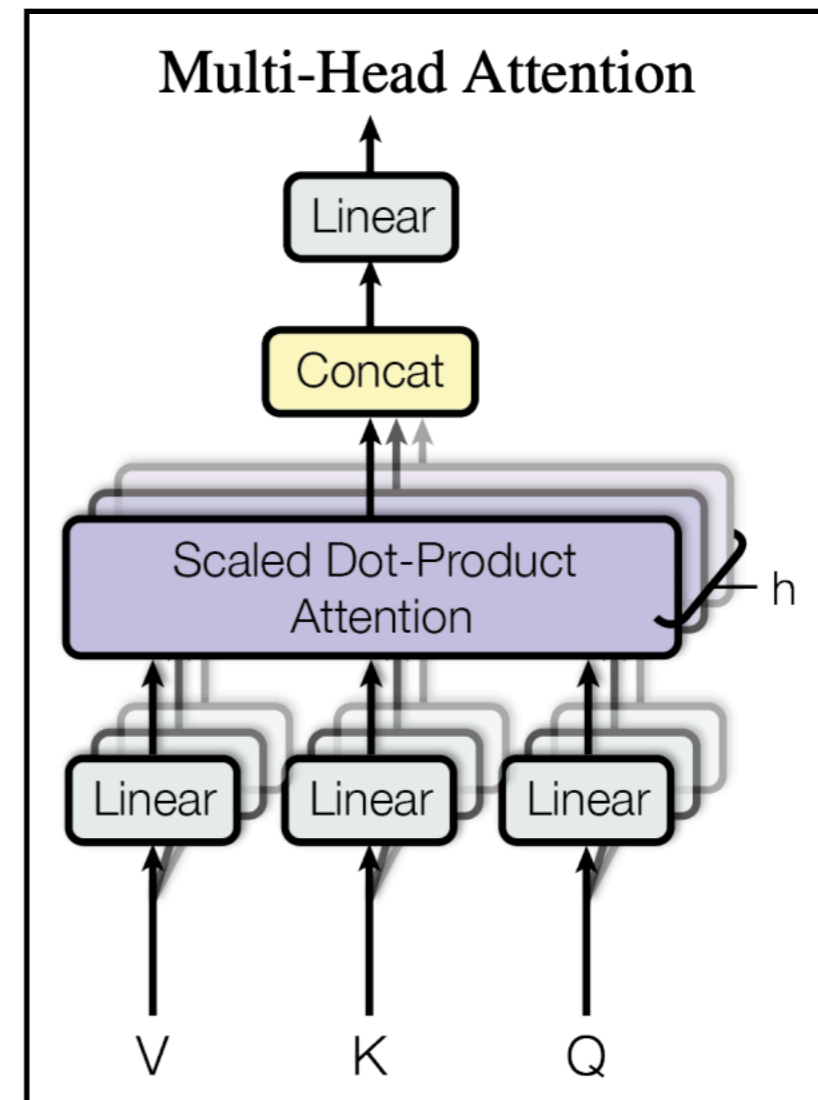 Multi-Head Attention
Linear
Concat
Scaled Dot-Product
Attention
h
Linear
Linear
Linear
V
K
Q